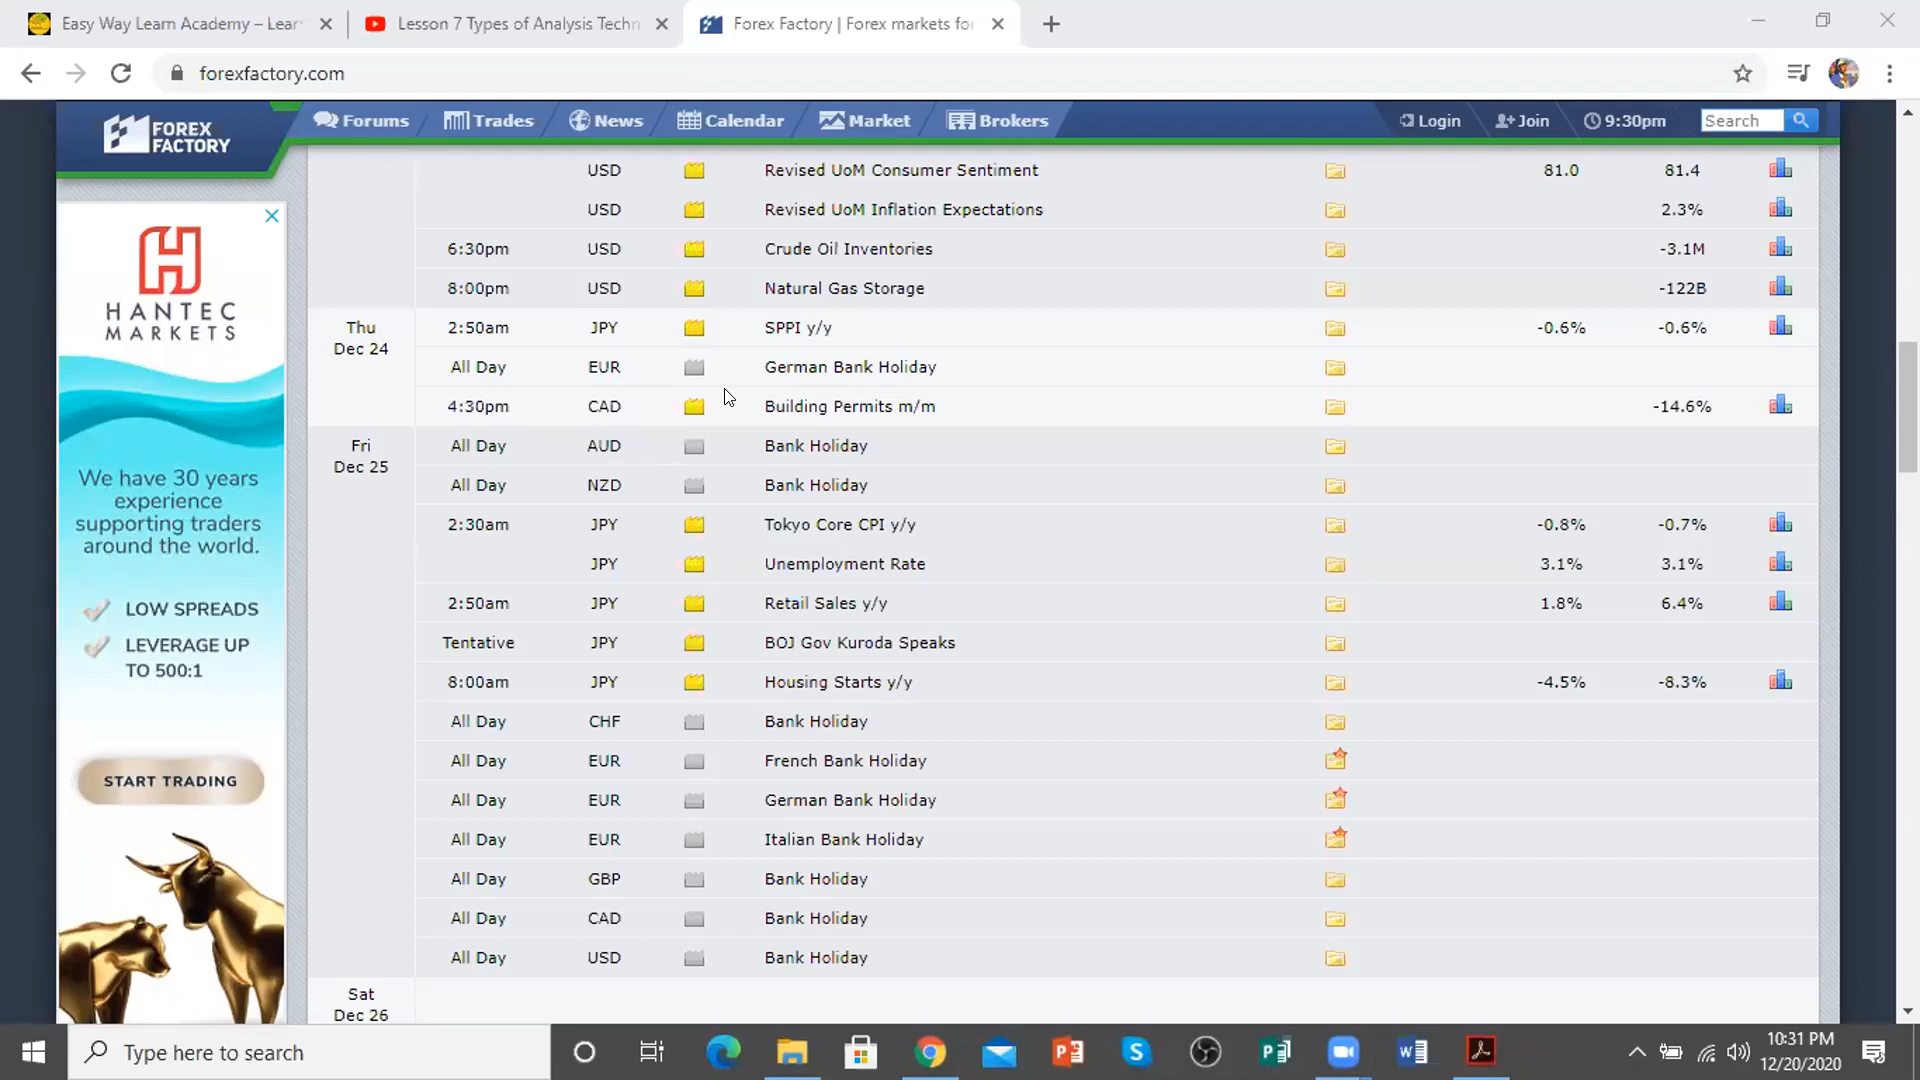 Easy Way Learn Academy – Lear
Lesson 7 Types of Analysis Techn
Forex Factory | Forex markets fo
forexfactory.com
FOREX FACTORY
Forums
Trades
News
Calendar
Market
Brokers
Login
Join
9:30pm
Search
USD Revised UoM Consumer Sentiment 81.0 81.4
USD Revised UoM Inflation Expectations 2.3%
6:30pm USD Crude Oil Inventories -3.1M
8:00pm USD Natural Gas Storage -122B
Thu Dec 24
2:50am JPY SPPI y/y -0.6% -0.6%
All Day EUR German Bank Holiday
4:30pm CAD Building Permits m/m -14.6%
Fri Dec 25
All Day AUD Bank Holiday
All Day NZD Bank Holiday
2:30am JPY Tokyo Core CPI y/y -0.8% -0.7%
JPY Unemployment Rate 3.1% 3.1%
2:50am JPY Retail Sales y/y 1.8% 6.4%
Tentative JPY BOJ Gov Kuroda Speaks
8:00am JPY Housing Starts y/y -4.5% -8.3%
All Day CHF Bank Holiday
All Day EUR French Bank Holiday
All Day EUR German Bank Holiday
All Day EUR Italian Bank Holiday
All Day GBP Bank Holiday
All Day CAD Bank Holiday
All Day USD Bank Holiday
Sat Dec 26
HANTEC
MARKETS
We have 30 years
experience
supporting traders
around the world.
LOW SPREADS
LEVERAGE UP
TO 500:1
START TRADING
Type here to search
10:31 PM
12/20/2020